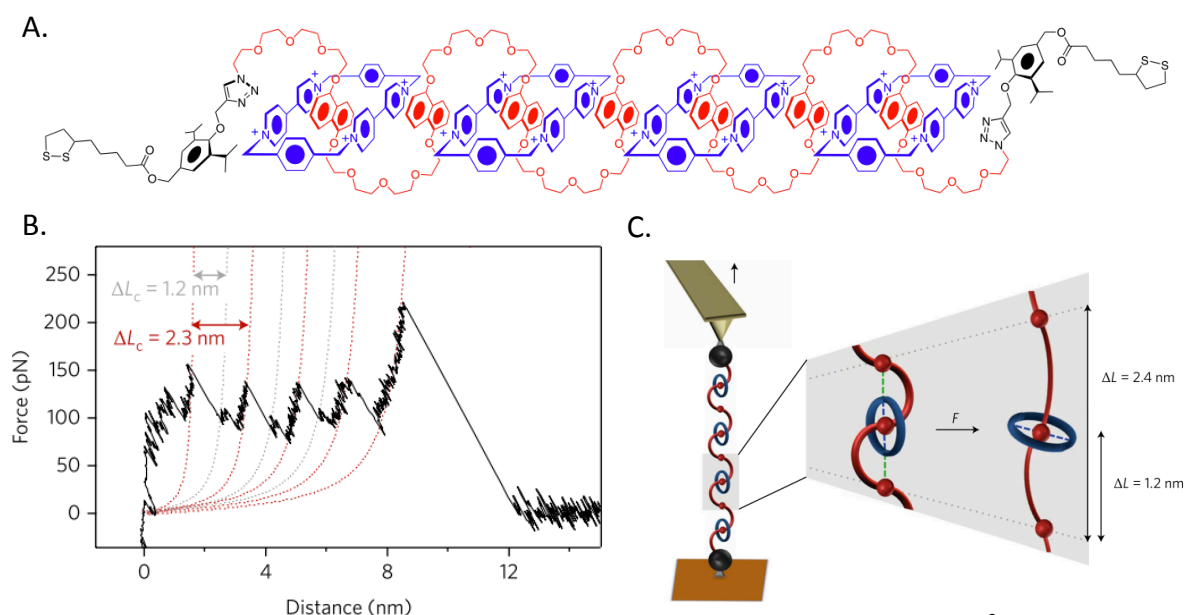 A.
B.
C.
Force (pN)
250
200
150
100
50
0
ΔLc = 1.2 nm
ΔLc = 2.3 nm
0
4
8
12
Distance (nm)
F
ΔL = 2.4 nm
ΔL = 1.2 nm